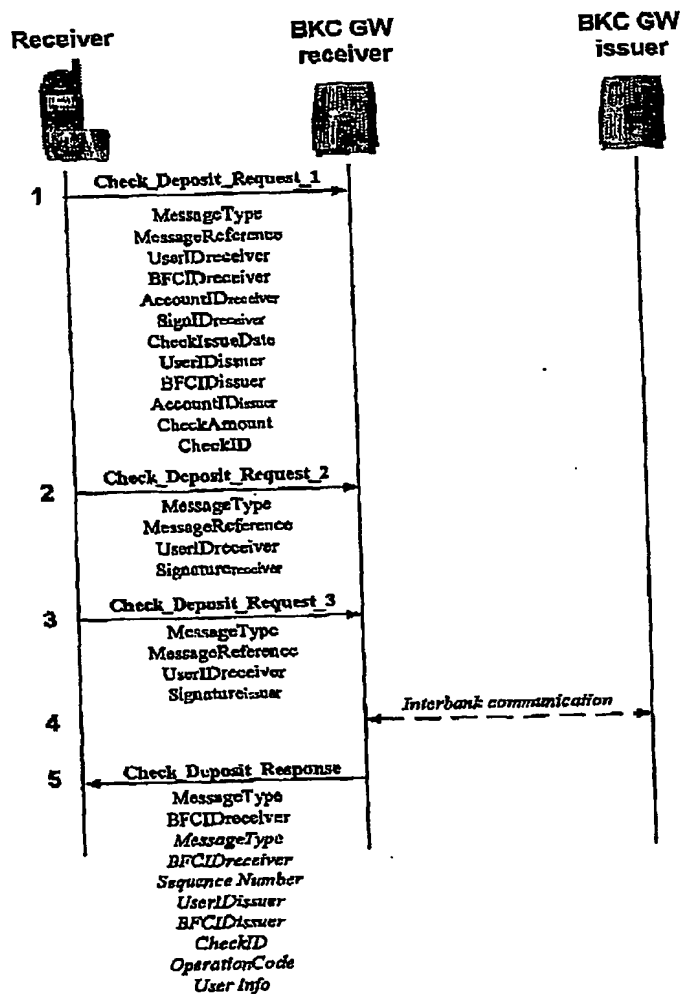 Receiver
BKC GW
receiver
BKC GW
issuer
1
Check_Deposit_Request_1
MessageType
MessageReference
UserIDreceiver
BFCIDreceiver
AccountIDreceiver
SignIDreceiver
CheckIssueDate
UserIDissuer
BFCIDissuer
AccountIDissuer
CheckAmount
CheckID
2
Check_Deposit_Request_2
MessageType
MessageReference
UserIDreceiver
Signaturereceiver
3
Check_Deposit_Request_3
MessageType
MessageReference
UserIDreceiver
Signatureissuer
4
Interbank communication
5
Check_Deposit_Response
MessageType
BFCIDreceiver
MessageType
BFCIDreceiver
Sequence Number
UserIDissuer
BFCIDissuer
CheckID
OperationCode
User Info